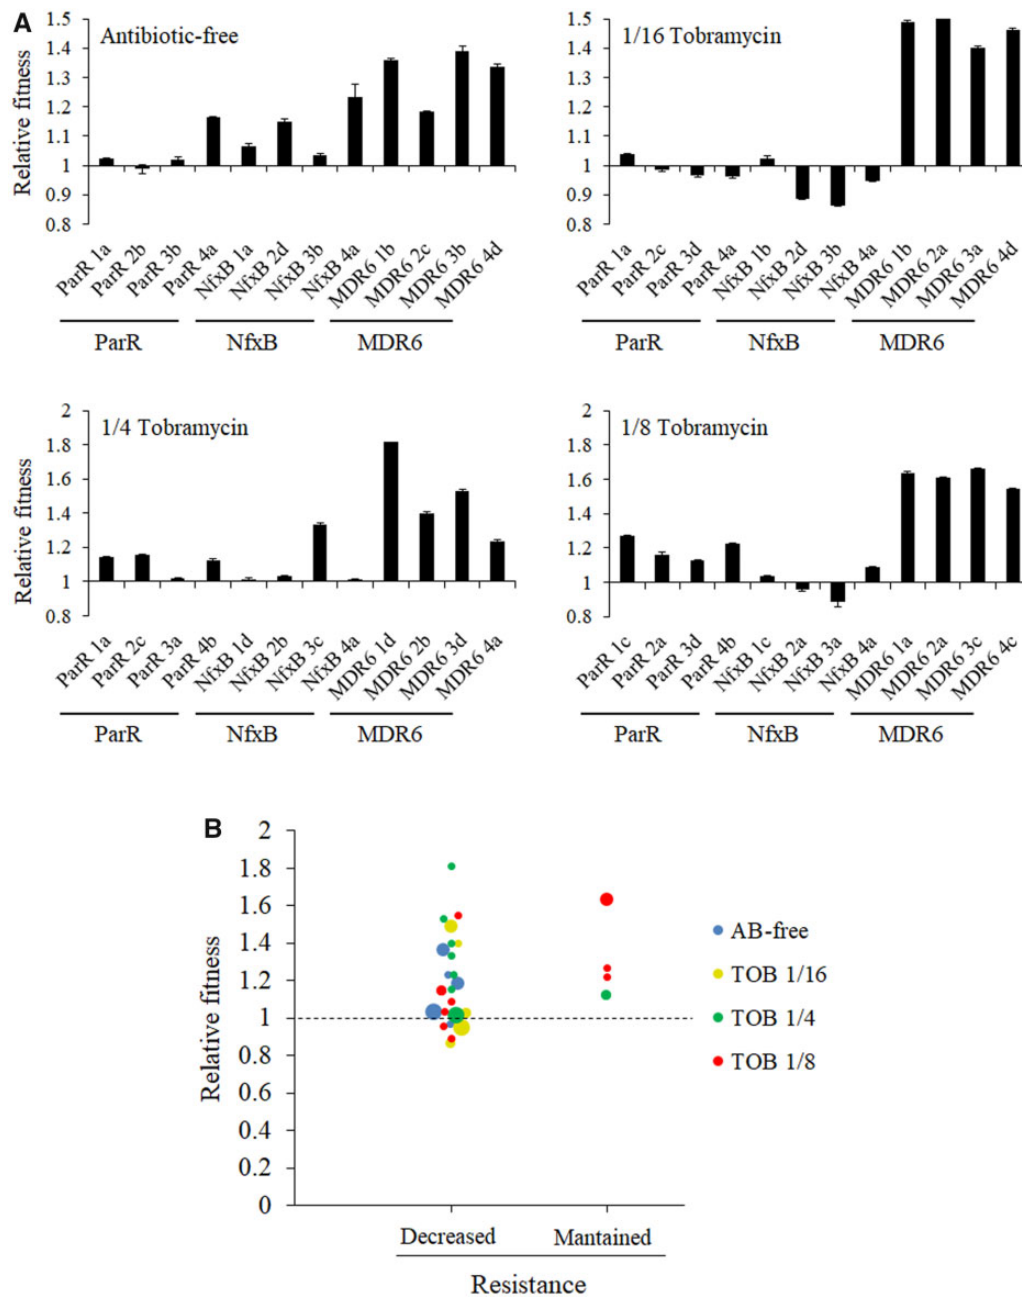 A
Antibiotic-free
Relative fitness
1.5
1.4
1.3
1.2
1.1
1
0.9
0.8
ParR 1a
ParR 2b
ParR 3b
ParR 4a
NfxB 1a
NfxB 2d
NfxB 3b
NfxB 4a
MDR6 1b
MDR6 2c
MDR6 3b
MDR6 4d
ParR
NfxB
MDR6
1/16 Tobramycin
Relative fitness
1.5
1.4
1.3
1.2
1.1
1
0.9
0.8
ParR 1a
ParR 2c
ParR 3d
ParR 4a
NfxB 1b
NfxB 2d
NfxB 3b
NfxB 4a
MDR6 1b
MDR6 2a
MDR6 3a
MDR6 4d
ParR
NfxB
MDR6
1/4 Tobramycin
Relative fitness
2
1.8
1.6
1.4
1.2
1
0.8
ParR 1a
ParR 2c
ParR 3a
ParR 4b
NfxB 1d
NfxB 2b
NfxB 3c
NfxB 4a
MDR6 1d
MDR6 2b
MDR6 3d
MDR6 4a
ParR
NfxB
MDR6
1/8 Tobramycin
Relative fitness
2
1.8
1.6
1.4
1.2
1
0.8
ParR 1c
ParR 2a
ParR 3d
ParR 4b
NfxB 1c
NfxB 2a
NfxB 3a
NfxB 4a
MDR6 1a
MDR6 2a
MDR6 3c
MDR6 4c
ParR
NfxB
MDR6
B
Relative fitness
2
1.8
1.6
1.4
1.2
1
0.8
0.6
0.4
0.2
0
Decreased
Mantained
Resistance
AB-free
TOB 1/16
TOB 1/4
TOB 1/8